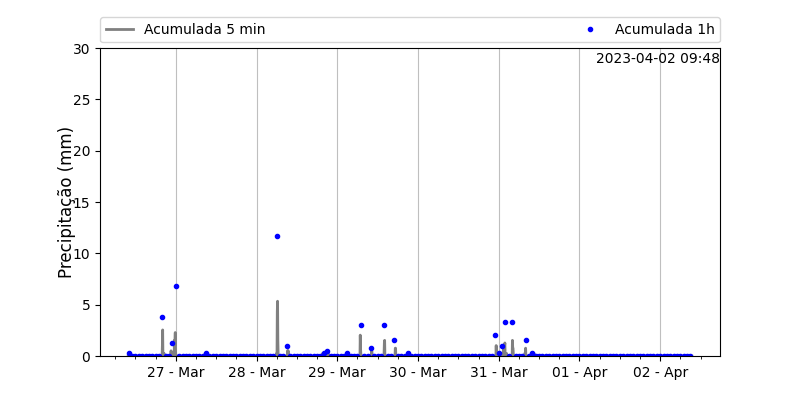 Acumulada 5 min
Acumulada 1h
2023-04-02 09:48
Precipitação (mm)
30
25
20
15
10
5
0
27 - Mar
28 - Mar
29 - Mar
30 - Mar
31 - Mar
01 - Apr
02 - Apr